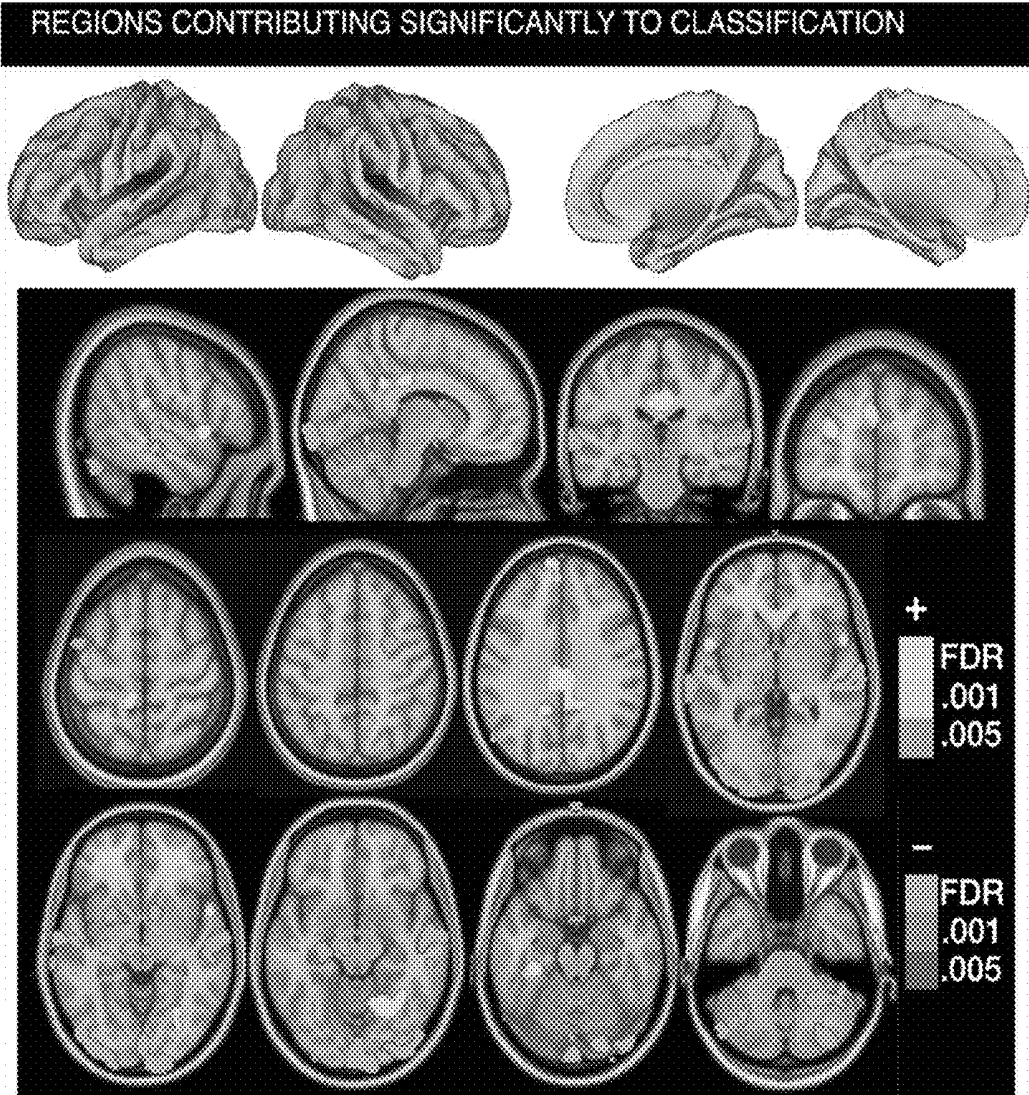 REGIONS CONTRIBUTING SIGNIFICANTLY TO CLASSIFICATION
+
FDR
.001
.005
−
FDR
.001
.005